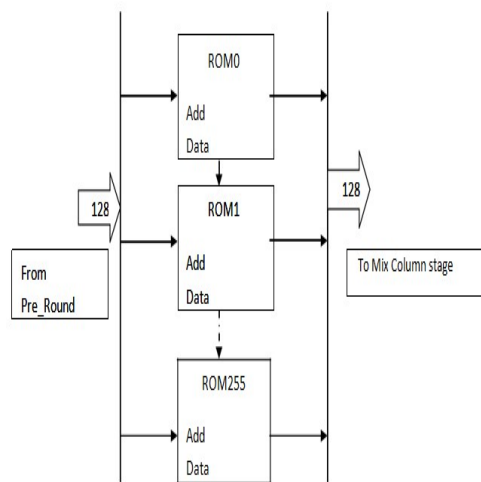 ROM0
Add
Data
128
From
Pre_Round
ROM1
Add
Data
128
To Mix Column stage
ROM255
Add
Data